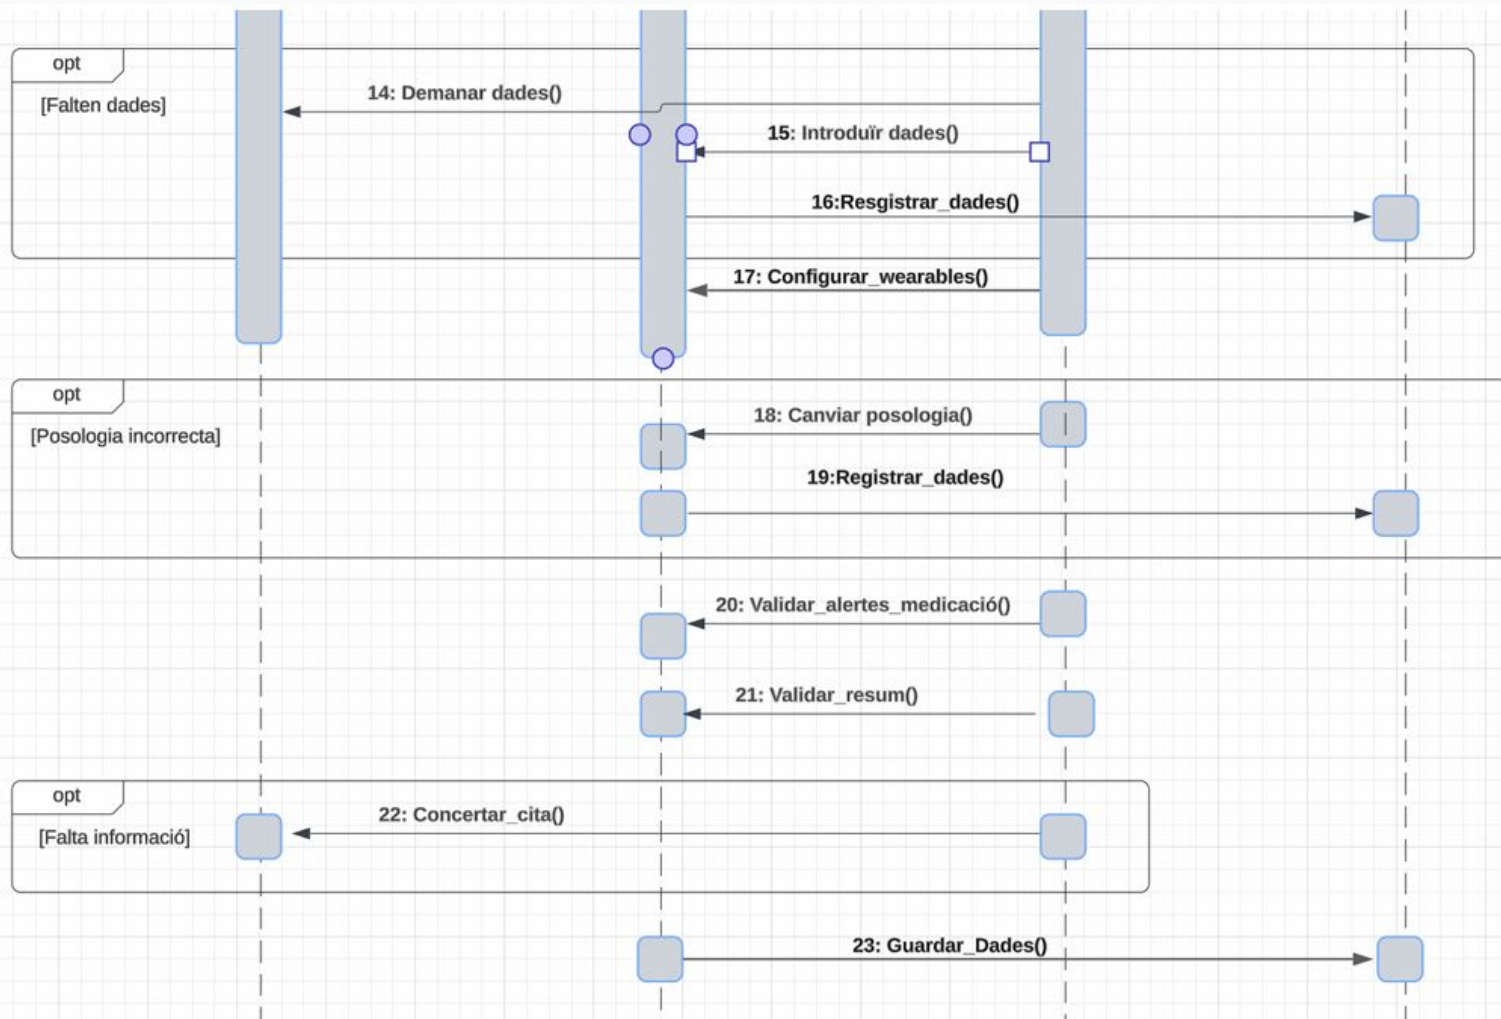 opt
[Falten dades]
14: Demanar dades()
15: Introduïr dades()
16:Resgistrar_dades()
17: Configurar_wearables()
opt
[Posologia incorrecta]
18: Canviar posologia()
19:Registrar_dades()
20: Validar_alertes_medicació()
21: Validar_resum()
opt
[Falta informació]
22: Concertar_cita()
23: Guardar_Dades()